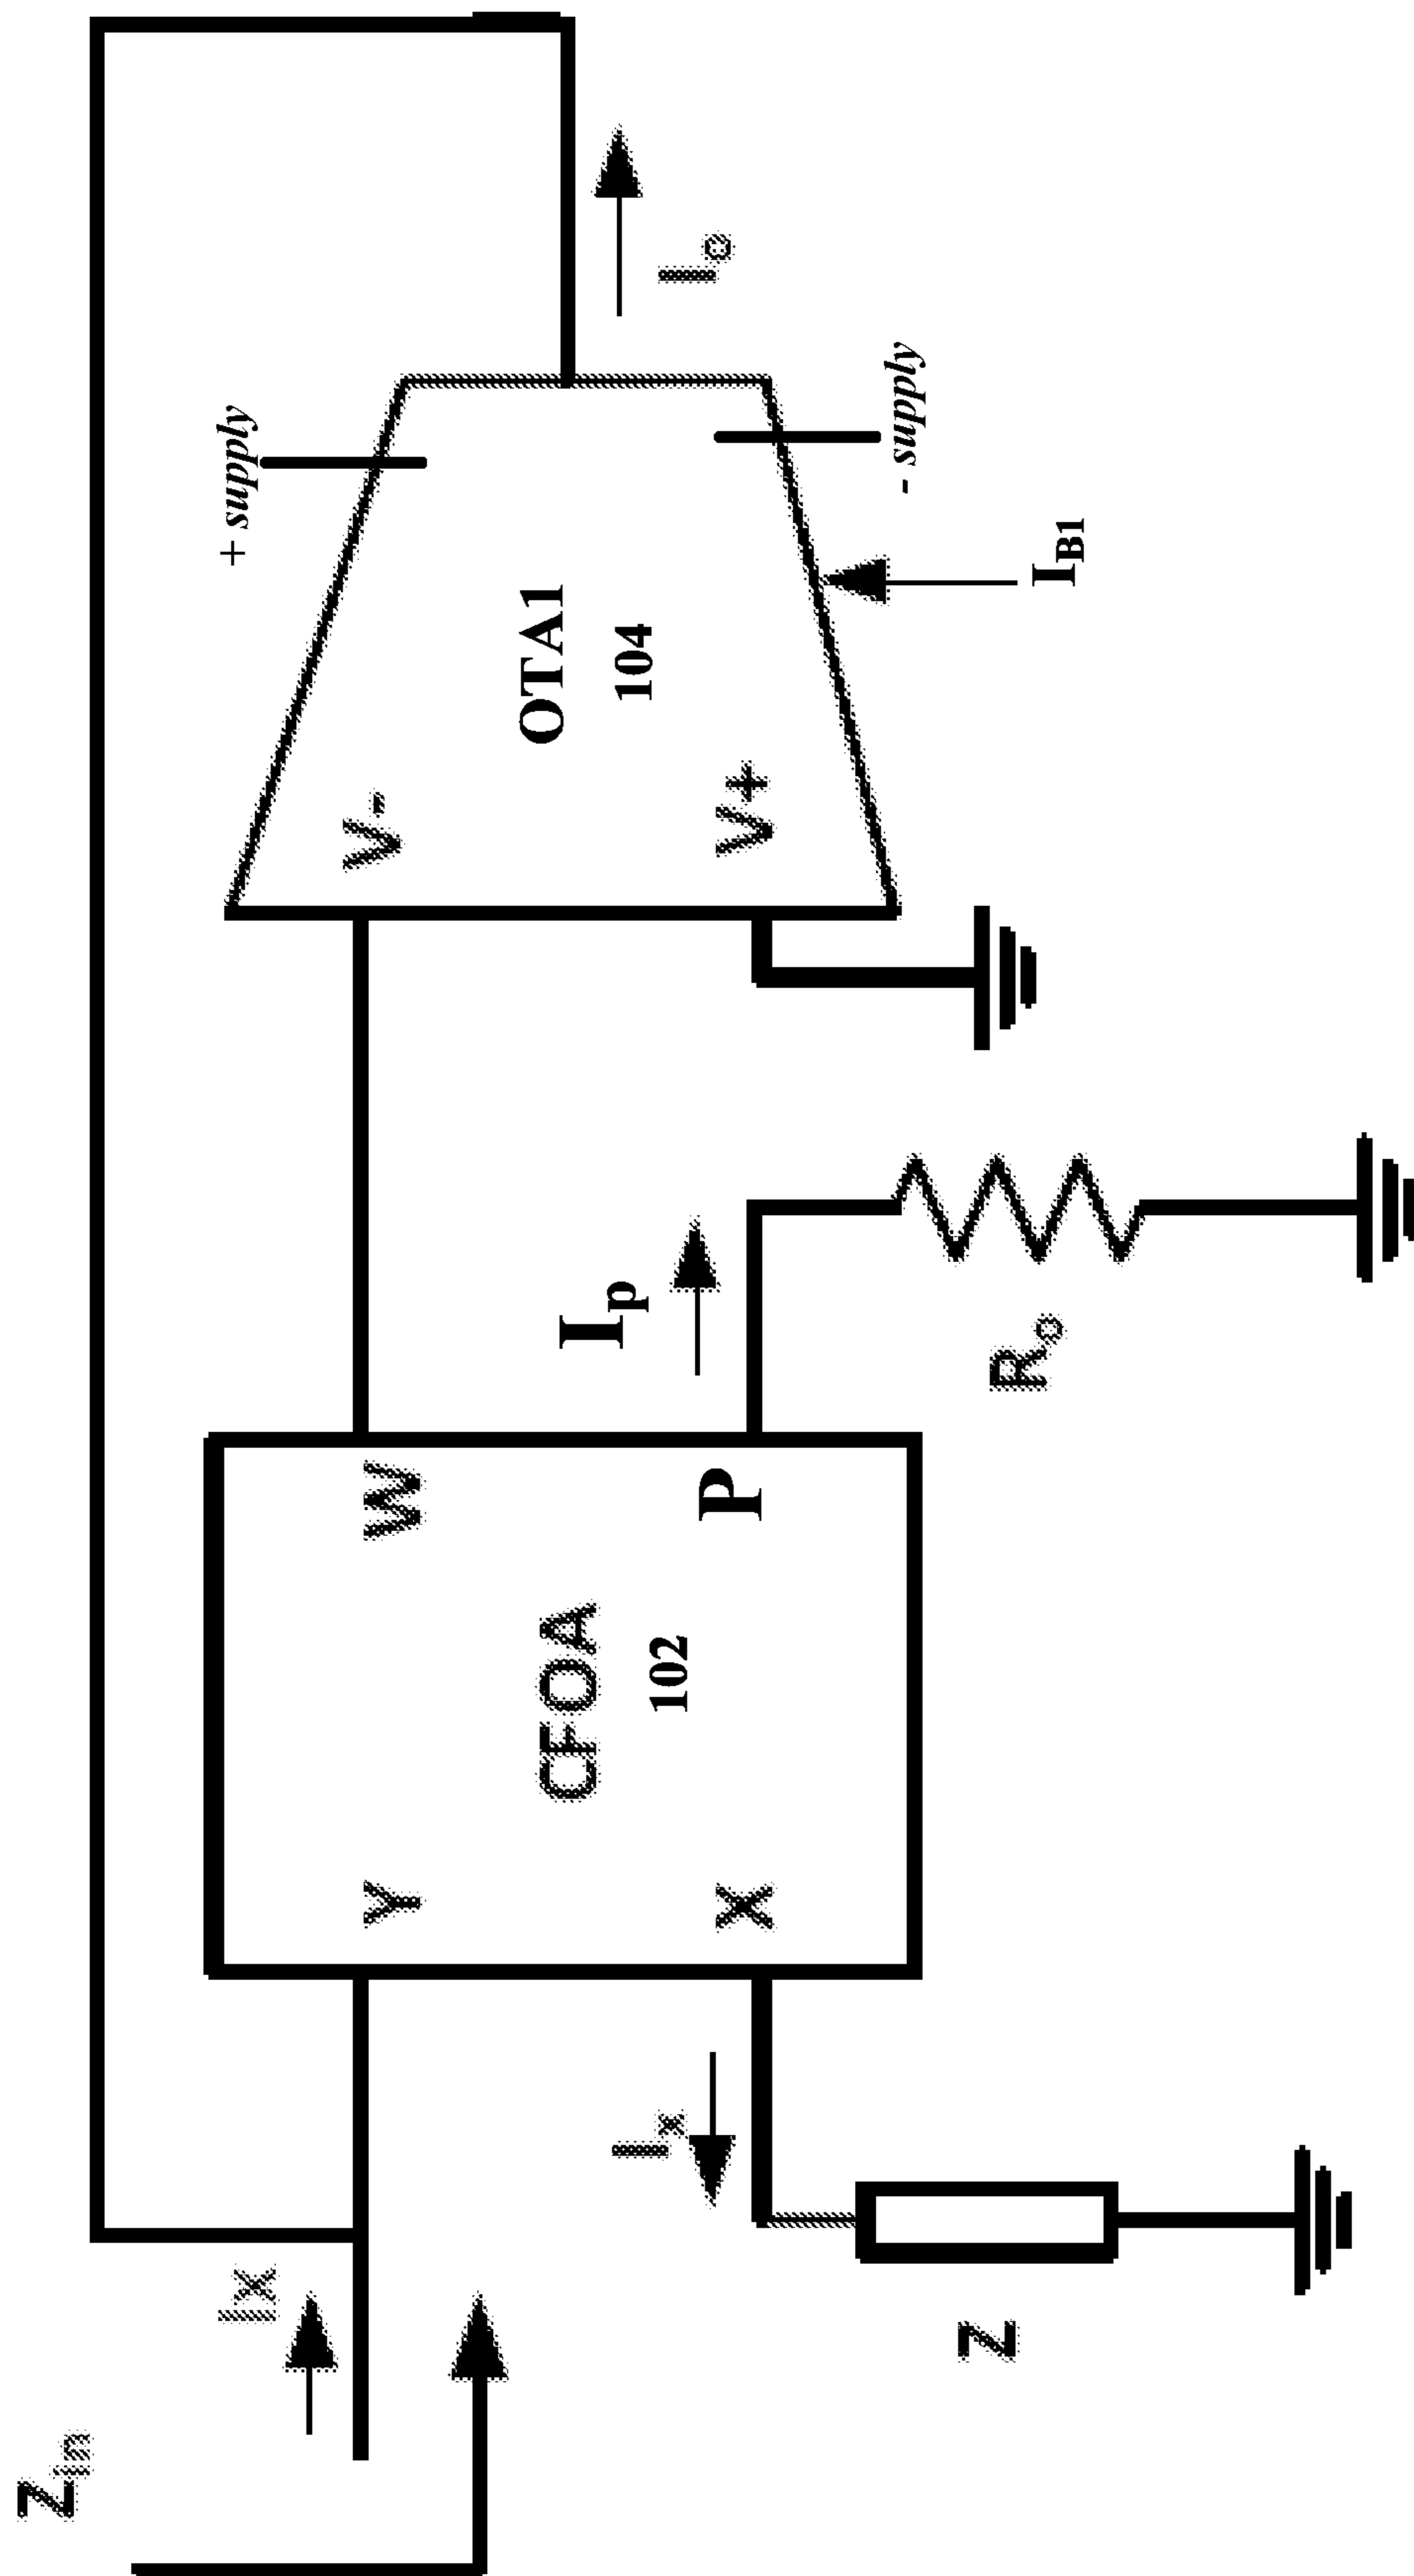 Zin
Ix
Y
X
CFOA
102
W
P
Ix
Z
Ip
Ro
V-
V+
OTA1
104
+ supply
- supply
IB1
Io